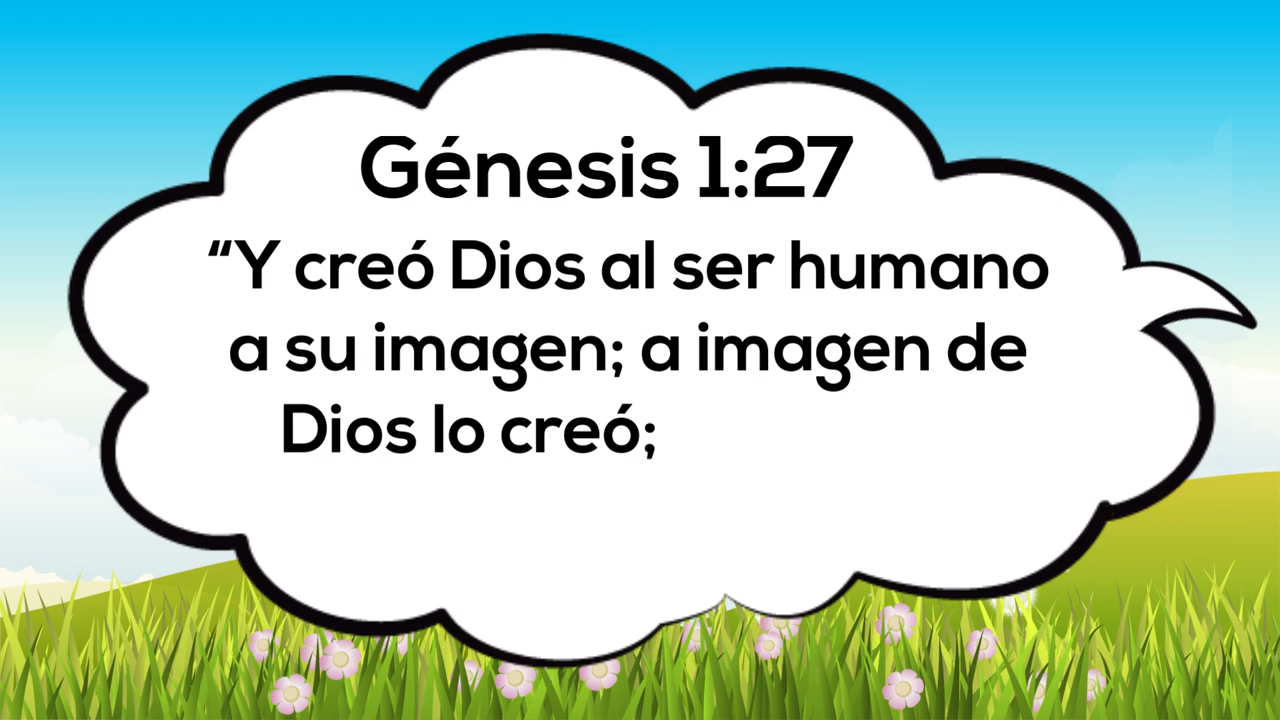 Génesis 1:27
“Y creó Dios al ser humano
a su imagen; a imagen de
Dios lo creó;